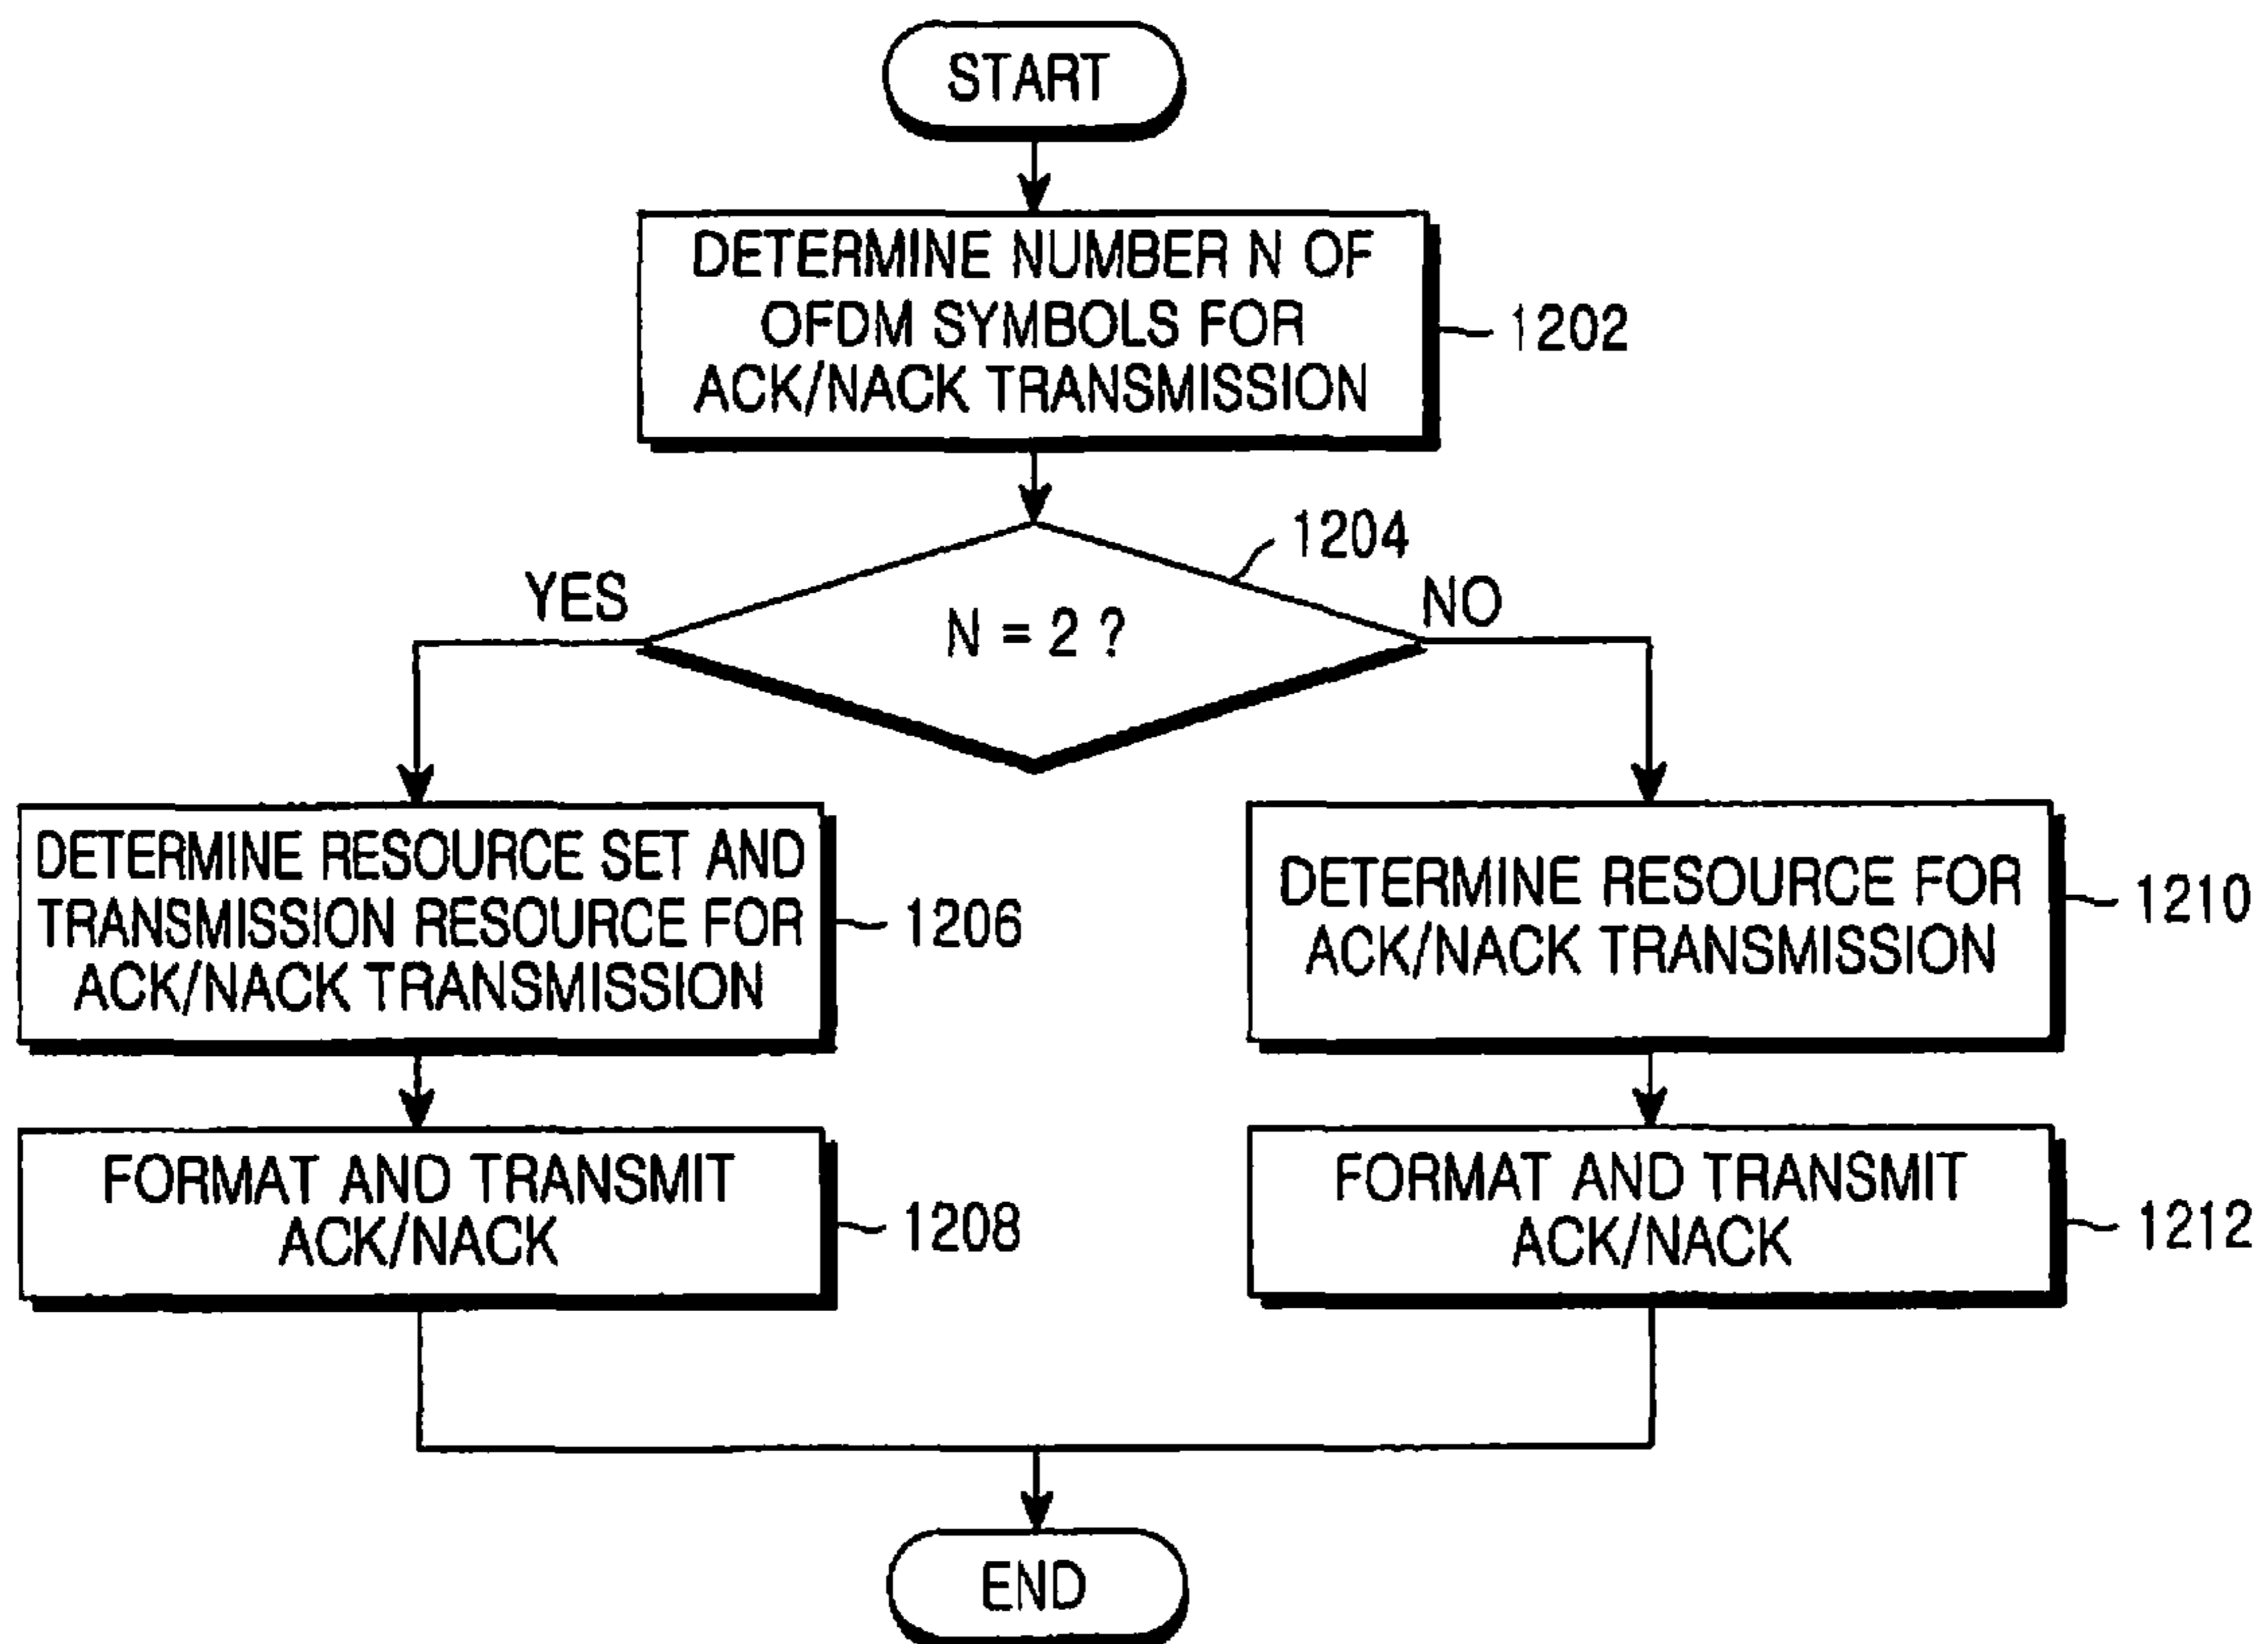 START
DETERMINE NUMBER N OF
OFDM SYMBOLS FOR
ACK/NACK TRANSMISSION
1202
1204
YES
N = 2 ?
NO
DETERMINE RESOURCE SET AND
TRANSMISSION RESOURCE FOR
ACK/NACK TRANSMISSION
1206
DETERMINE RESOURCE FOR
ACK/NACK TRANSMISSION
1210
FORMAT AND TRANSMIT
ACK/NACK
1208
FORMAT AND TRANSMIT
ACK/NACK
1212
END